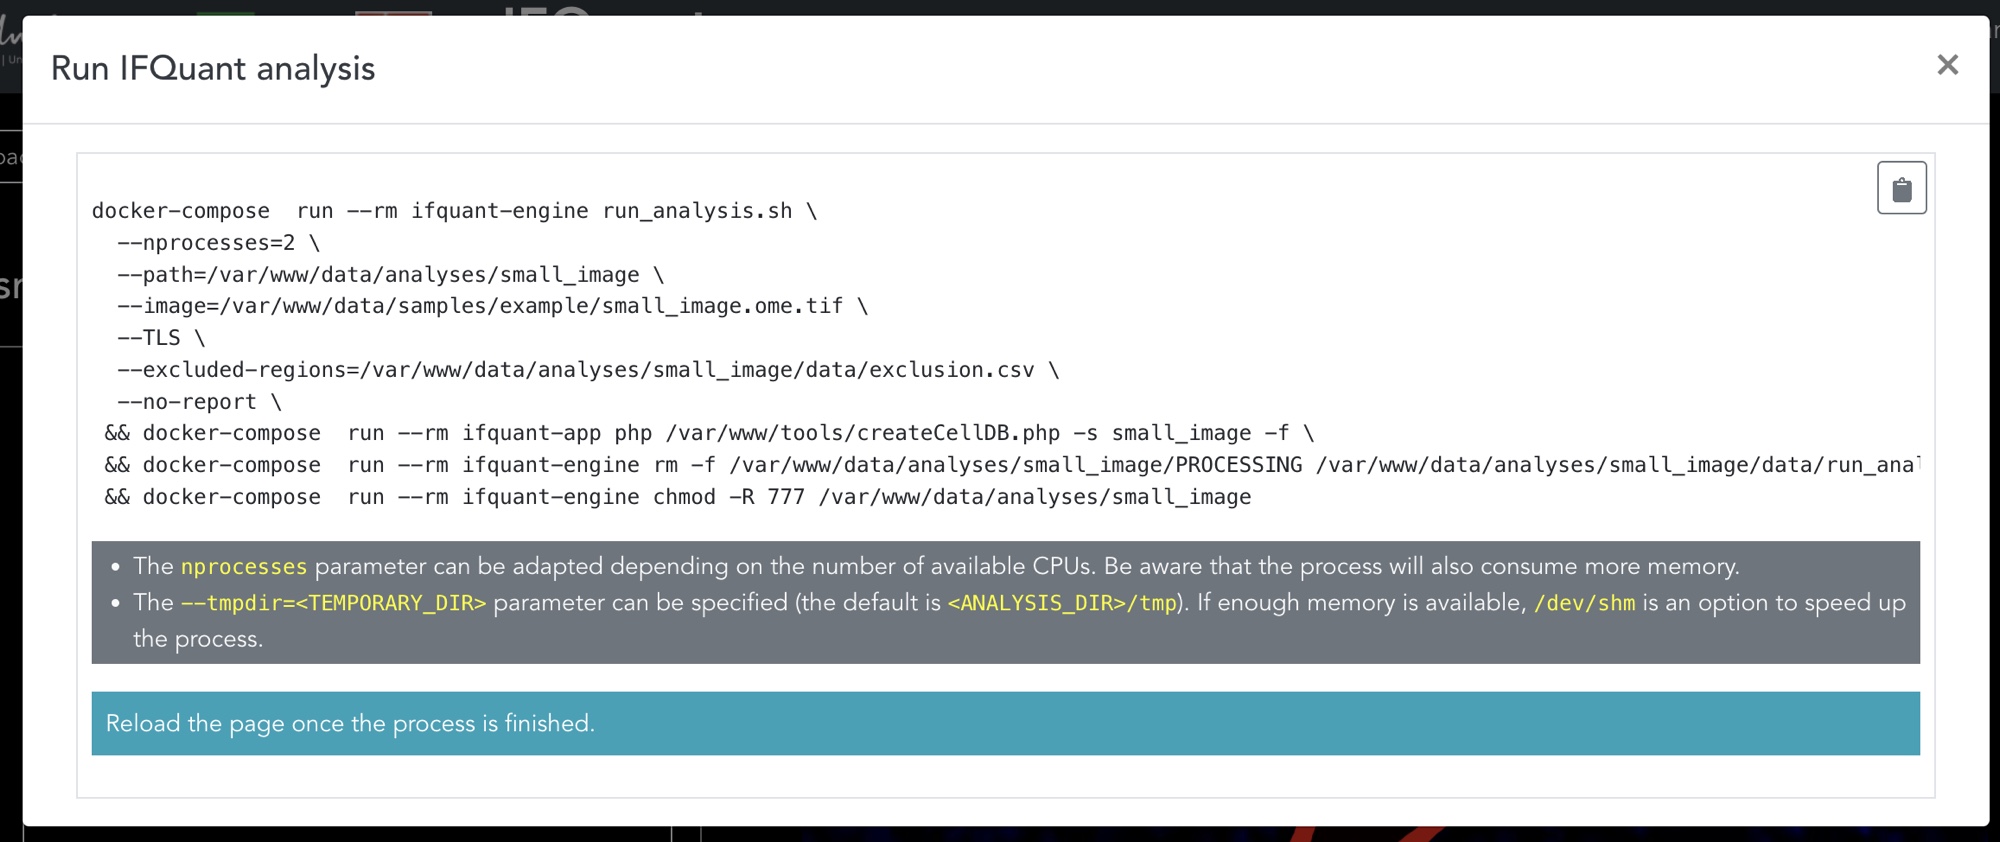 Run IFQuant analysis
docker-compose  run --rm ifquant-engine run_analysis.sh \
  --nprocesses=2 \
  --path=/var/www/data/analyses/small_image \
  --image=/var/www/data/samples/example/small_image.ome.tif \
  --TLS \
  --excluded-regions=/var/www/data/analyses/small_image/data/exclusion.csv \
  --no-report \
 && docker-compose  run --rm ifquant-app php /var/www/tools/createCellDB.php -s small_image -f \
 && docker-compose  run --rm ifquant-engine rm -f /var/www/data/analyses/small_image/PROCESSING /var/www/data/analyses/small_image/data/run_ana
 && docker-compose  run --rm ifquant-engine chmod -R 777 /var/www/data/analyses/small_image
• The nprocesses parameter can be adapted depending on the number of available CPUs. Be aware that the process will also consume more memory.
• The --tmpdir=<TEMPORARY_DIR> parameter can be specified (the default is <ANALYSIS_DIR>/tmp). If enough memory is available, /dev/shm is an option to speed up
the process.
Reload the page once the process is finished.